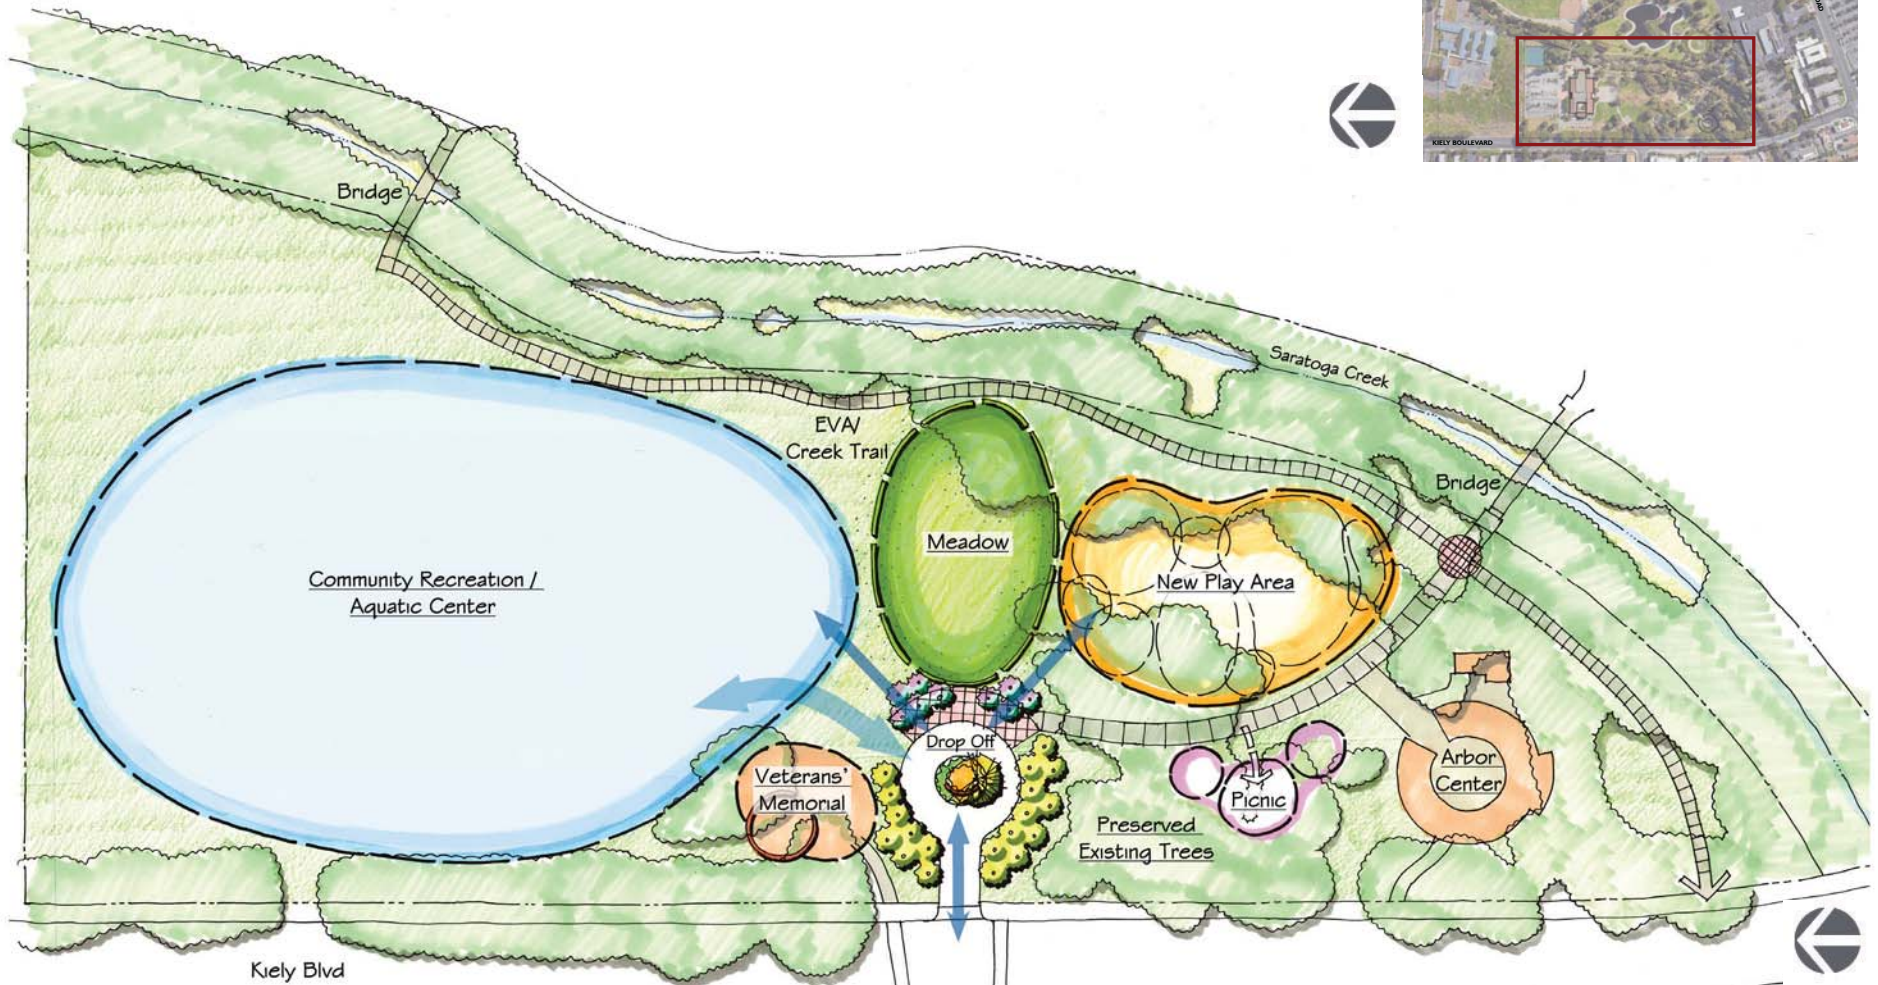 KIELY BOULEVARD
Bridge
Saratoga Creek
EVA/
Creek Trail
Bridge
Meadow
New Play Area
Community Recreation /
Aquatic Center
Drop Off
Veterans'
Memorial
Arbor
Center
Picnic
Preserved
Existing Trees
Kiely Blvd